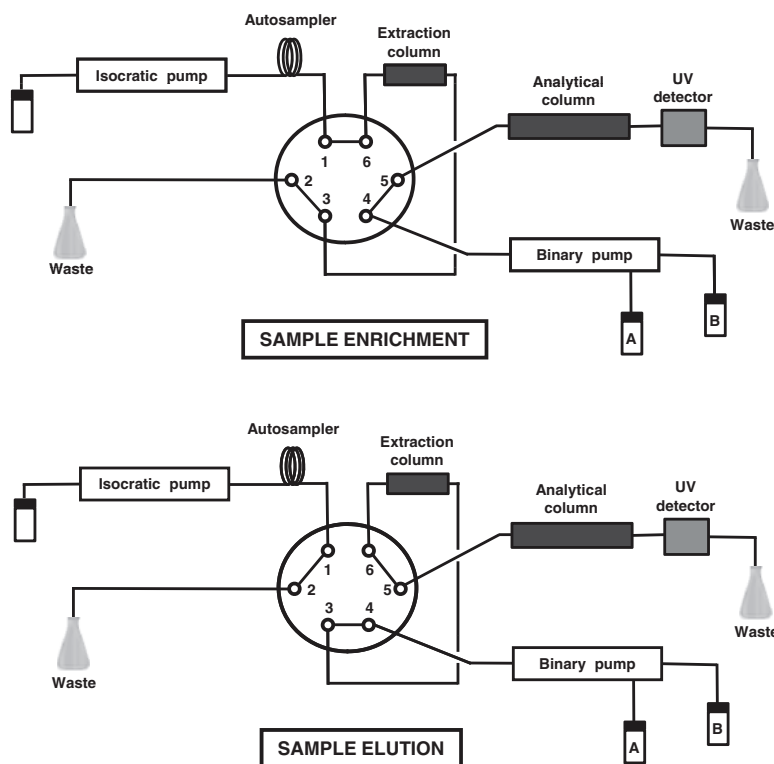 Autosampler
Extraction
column
Isocratic pump
Analytical
column
UV
detector
1
6
2
5
3
4
Waste
Waste
Binary pump
A
B
SAMPLE ENRICHMENT
Autosampler
Extraction
column
Isocratic pump
Analytical
column
UV
detector
1
6
2
5
3
4
Waste
Waste
Binary pump
A
B
SAMPLE ELUTION